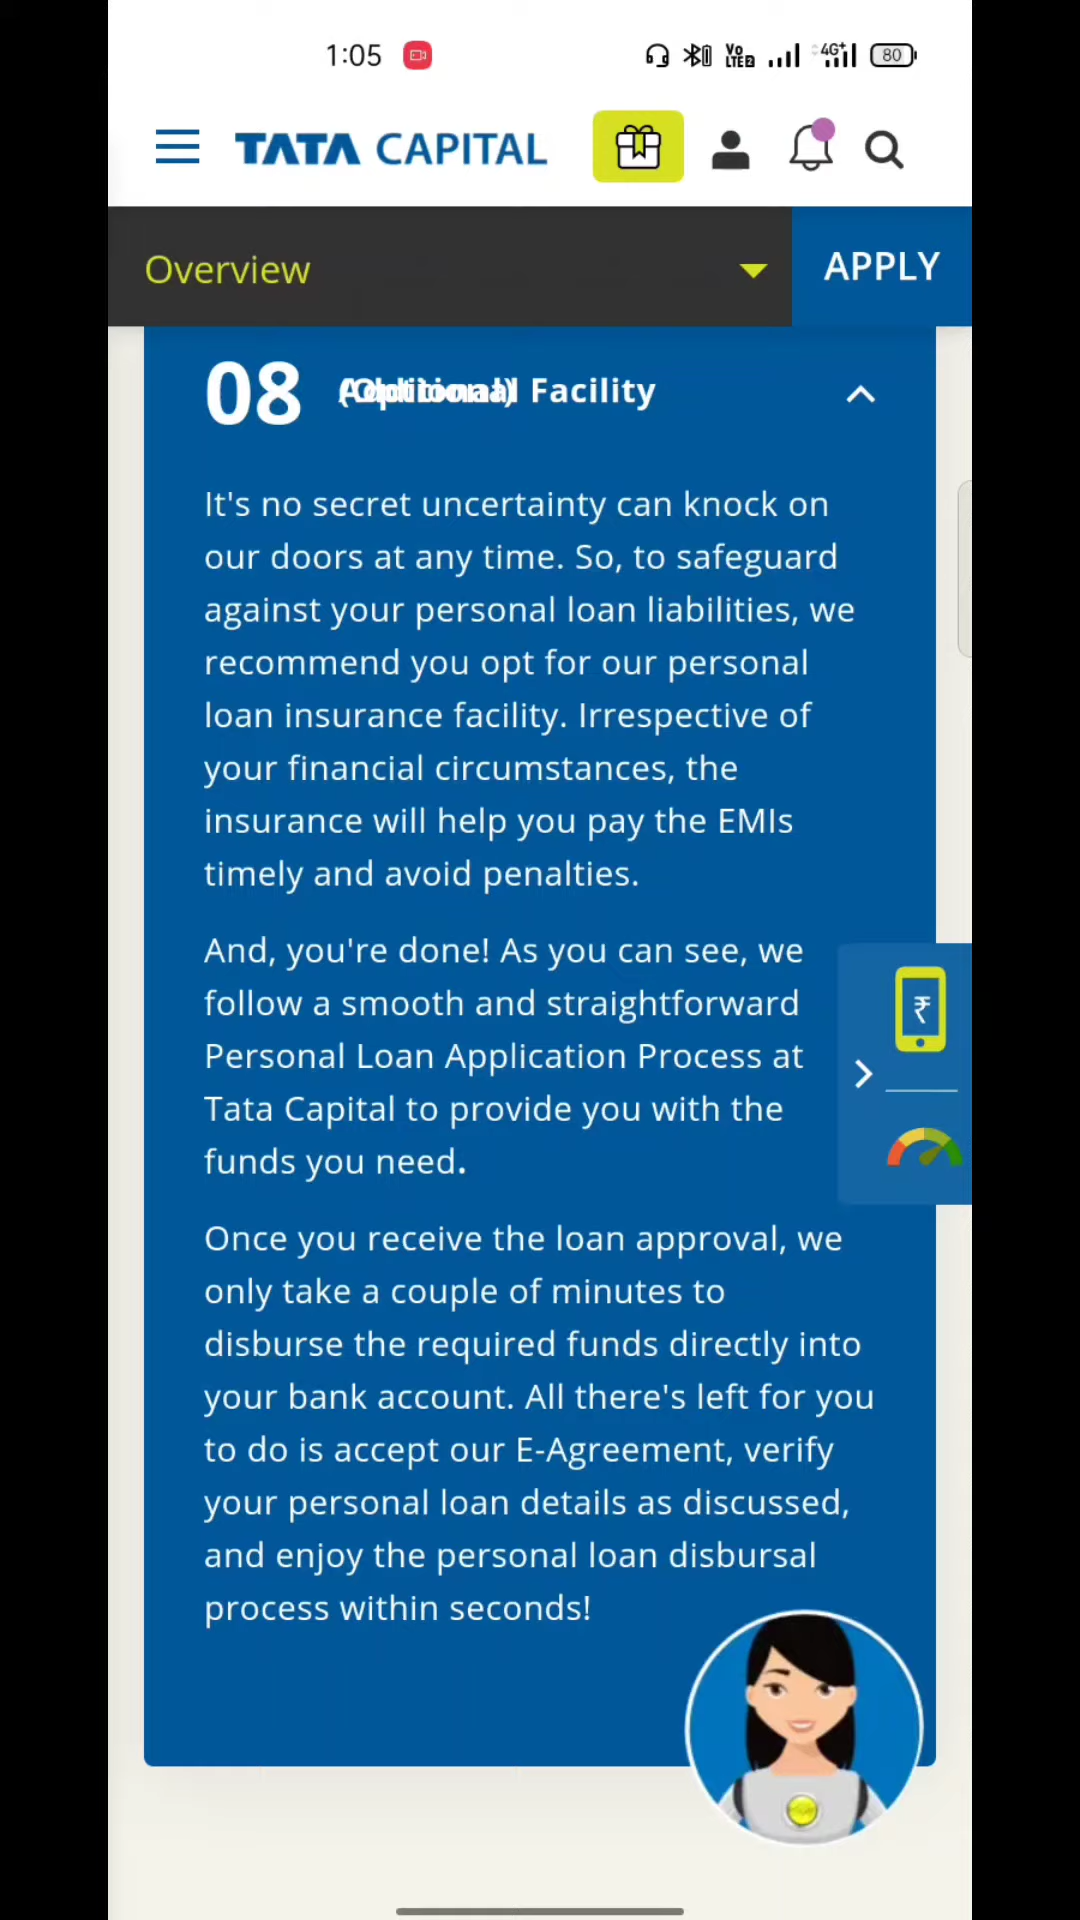 1:05
Vo LTE2 4G+ 80
TATA CAPITAL
Overview
APPLY
08
Facility
It's no secret uncertainty can knock on
our doors at any time. So, to safeguard
against your personal loan liabilities, we
recommend you opt for our personal
loan insurance facility. Irrespective of
your financial circumstances, the
insurance will help you pay the EMIs
timely and avoid penalties.
And, you're done! As you can see, we
follow a smooth and straightforward
Personal Loan Application Process at
Tata Capital to provide you with the
funds you need.
₹
Once you receive the loan approval, we
only take a couple of minutes to
disburse the required funds directly into
your bank account. All there's left for you
to do is accept our E-Agreement, verify
your personal loan details as discussed,
and enjoy the personal loan disbursal
process within seconds!